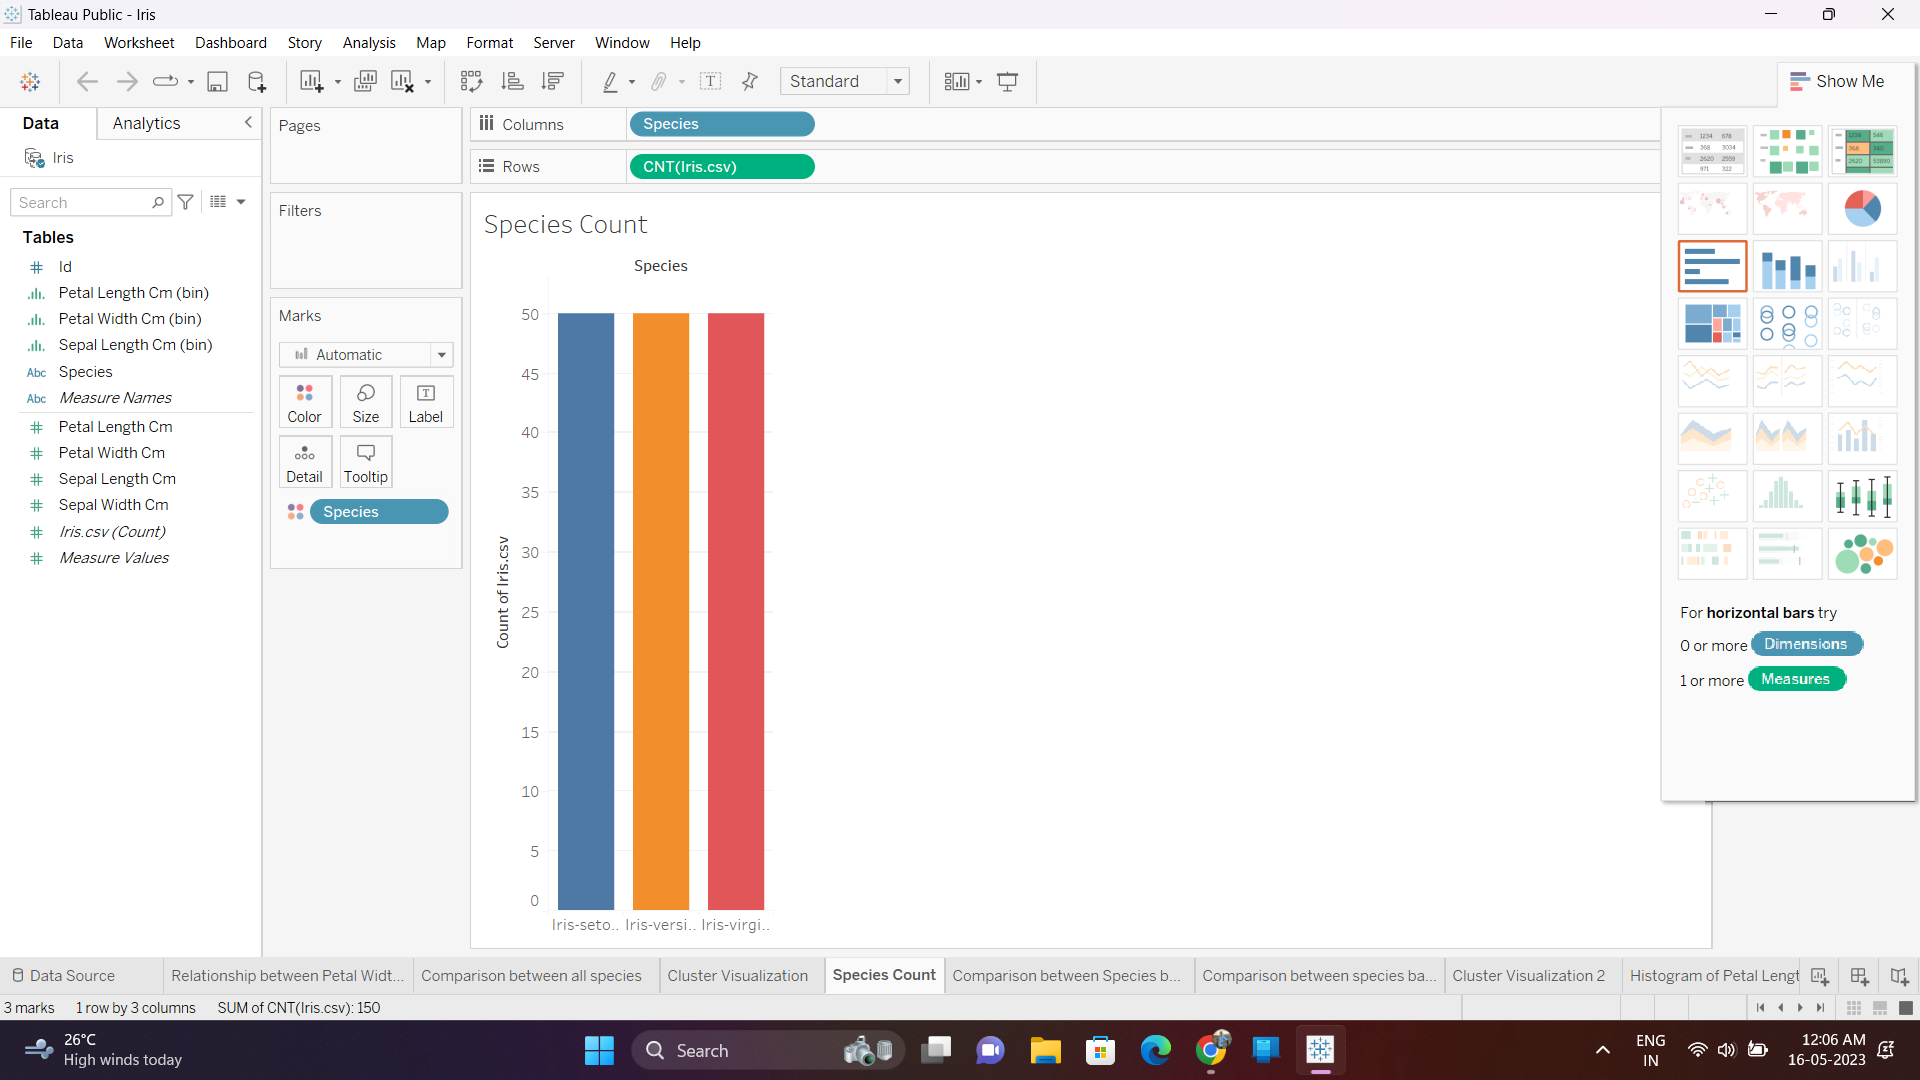 Tableau Public - Iris
File Data Worksheet Dashboard Story Analysis Map Format Server Window Help
Standard
Show Me
Data Analytics
Iris
Search
Tables
Id
Petal Length Cm (bin)
Petal Width Cm (bin)
Sepal Length Cm (bin)
Abc Species
Abc Measure Names
Petal Length Cm
Petal Width Cm
Sepal Length Cm
Sepal Width Cm
Iris.csv (Count)
Measure Values
Pages
Filters
Marks
Automatic
Color Size Label
Detail Tooltip
Species
Columns Species
Rows CNT(Iris.csv)
Species Count
Species
Count of Iris.csv
50
45
40
35
30
25
20
15
10
5
0
Iris-seto.. Iris-versi.. Iris-virgi..
For horizontal bars try
0 or more Dimensions
1 or more Measures
Data Source Relationship between Petal Widt... Comparison between all species Cluster Visualization Species Count Comparison between Species b... Comparison between species ba... Cluster Visualization 2 Histogram of Petal Lengt
3 marks 1 row by 3 columns SUM of CNT(Iris.csv): 150
26°C
High winds today
Search
ENG
IN
12:06 AM
16-05-2023